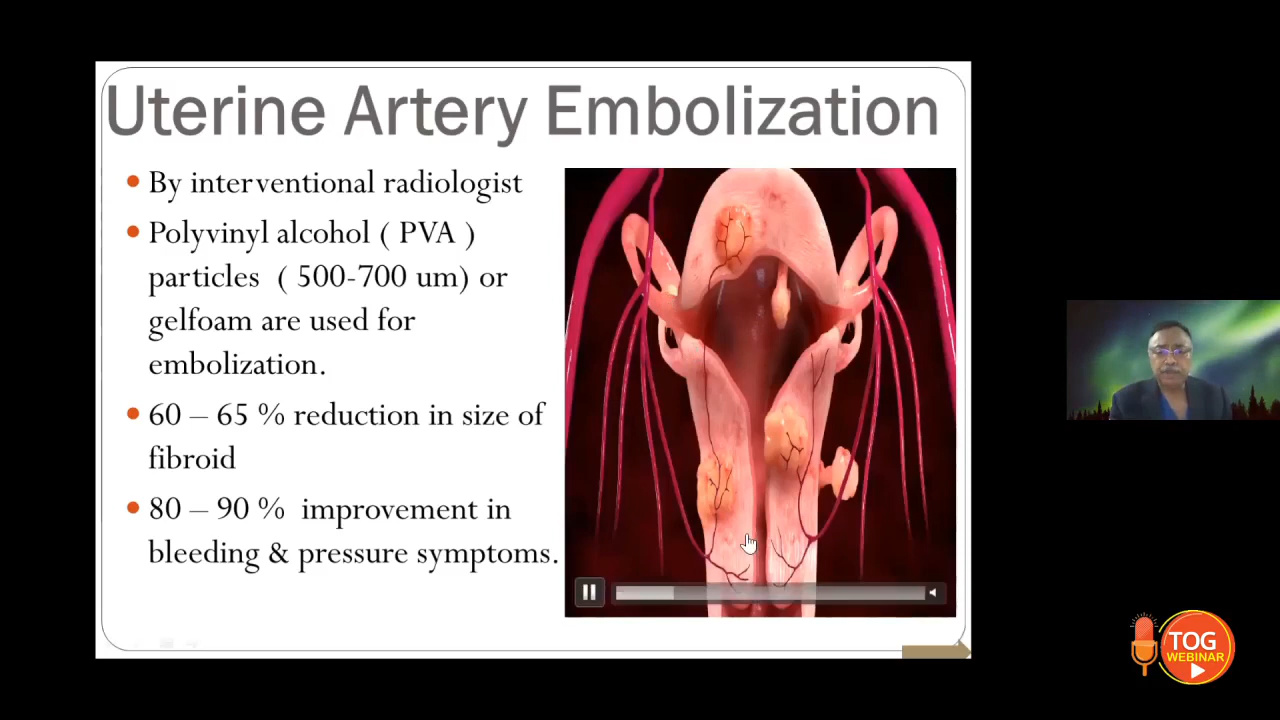 Uterine Artery Embolization
By interventional radiologist
Polyvinyl alcohol ( PVA )
particles ( 500-700 um) or
gelfoam are used for
embolization.
60 – 65 % reduction in size of
fibroid
80 – 90 % improvement in
bleeding & pressure symptoms.
TOG
WEBINAR